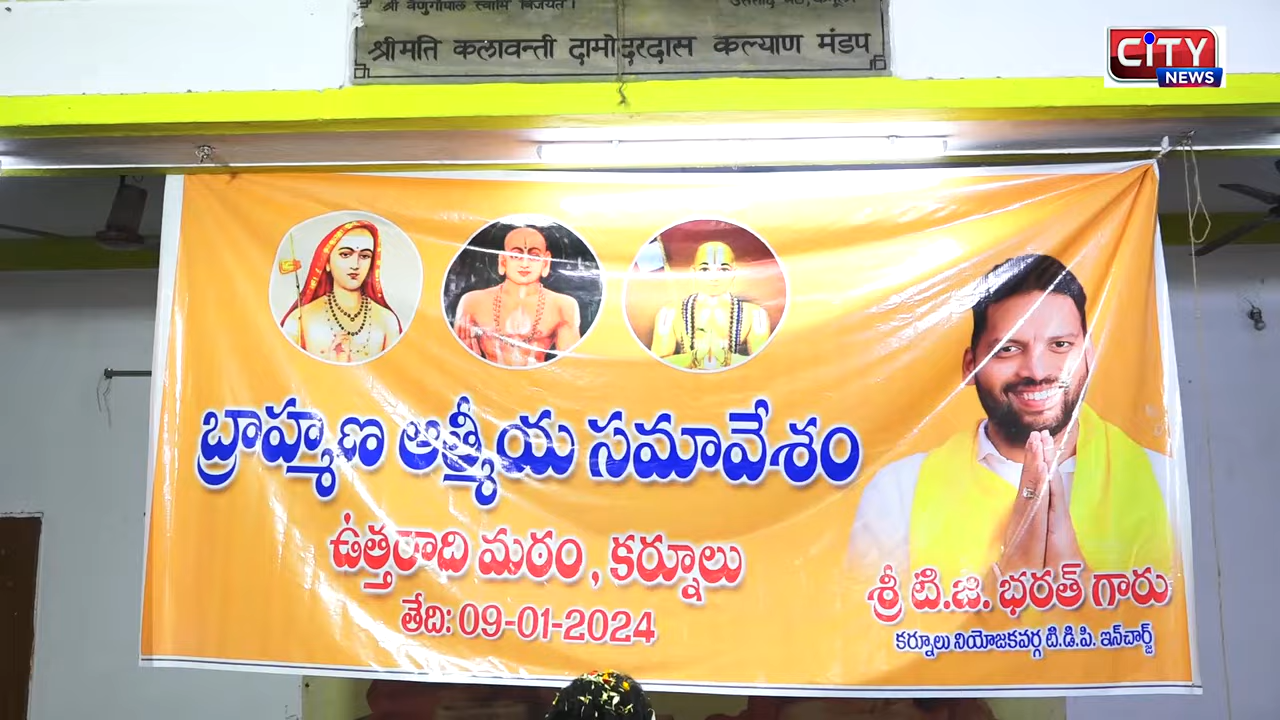 श्री वेणुगोपाल स्वामि विजयते।
श्रीमति कलावन्ती दामोदरदास कल्याण मंडप
CITY
NEWS
బ్రాహ్మణ ఆత్మీయ సమావేశం
ఉత్తరాది మఠం, కర్నూలు
తేది: 09-01-2024
శ్రీ టి.జి. భరత్ గారు
కర్నూలు నియోజకవర్గ టి.డి.పి. ఇన్‌చార్జ్